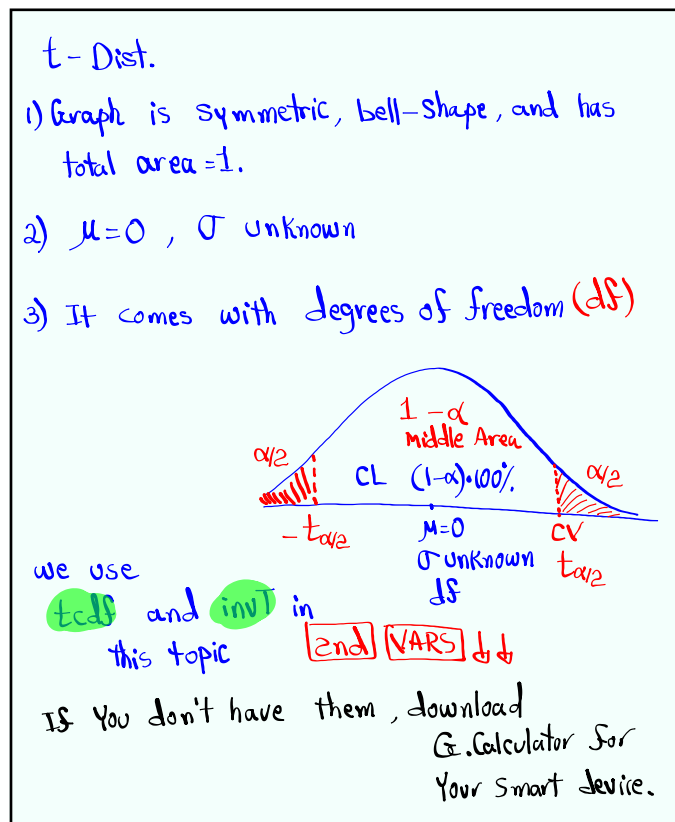 t-Dist.
1) Graph is symmetric, bell-shape, and has
total area=1.
2) μ=0 , σ unknown
3) It comes with degrees of freedom (df)
1-α
Middle Area
α/2
CL (1-α)·100%
α/2
-tα/2
μ=0
CV
σ unknown
tα/2
df
we use
tcdf and invT in
this topic
2nd VARS ↓↓
If You don't have them, download
G.Calculator for
Your smart device.